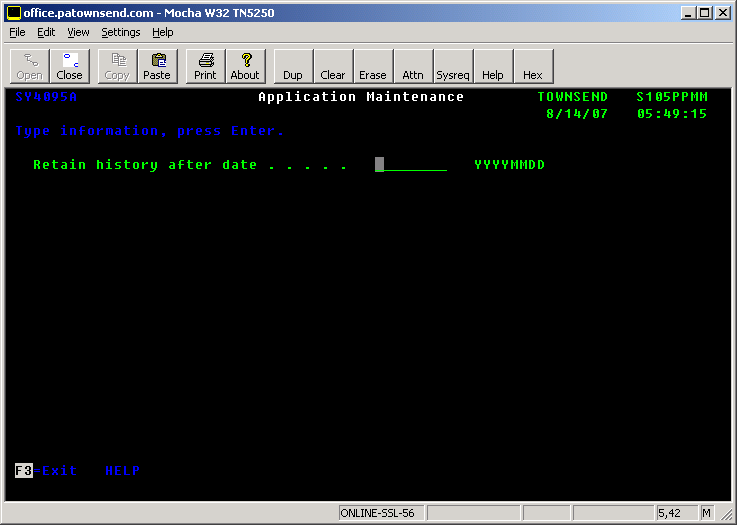 office.patownsend.com - Mocha W32 TN5250
File Edit View Settings Help
Open Close Copy Paste Print About Dup Clear Erase Attn Sysreq Help Hex
SY4095A Application Maintenance TOWNSEND S105PPMM
8/14/07 05:49:15
Type information, press Enter.
Retain history after date . . . . . ________ YYYYMMDD
F3=Exit HELP
ONLINE-SSL-56 5,42 M